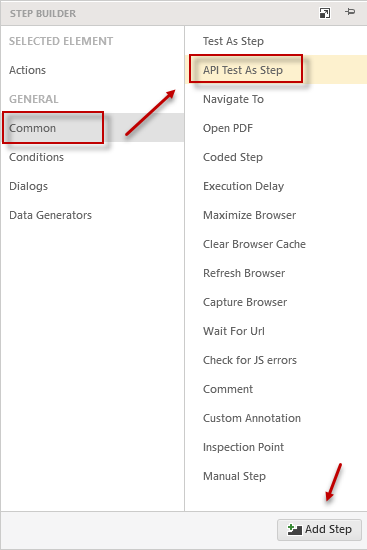 STEP BUILDER
SELECTED ELEMENT
Actions
GENERAL
Common
Conditions
Dialogs
Data Generators
Test As Step
API Test As Step
Navigate To
Open PDF
Coded Step
Execution Delay
Maximize Browser
Clear Browser Cache
Refresh Browser
Capture Browser
Wait For Url
Check for JS errors
Comment
Custom Annotation
Inspection Point
Manual Step
Add Step